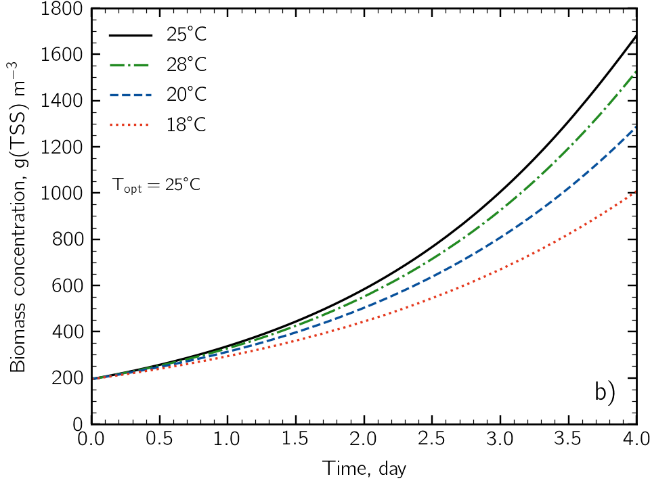 1800
1600
1400
1200
1000
800
600
400
200
0
Biomass concentration, g(TSS) m⁻³
25°C
28°C
20°C
18°C
T_opt = 25°C
b)
0.0 0.5 1.0 1.5 2.0 2.5 3.0 3.5 4.0
Time, day